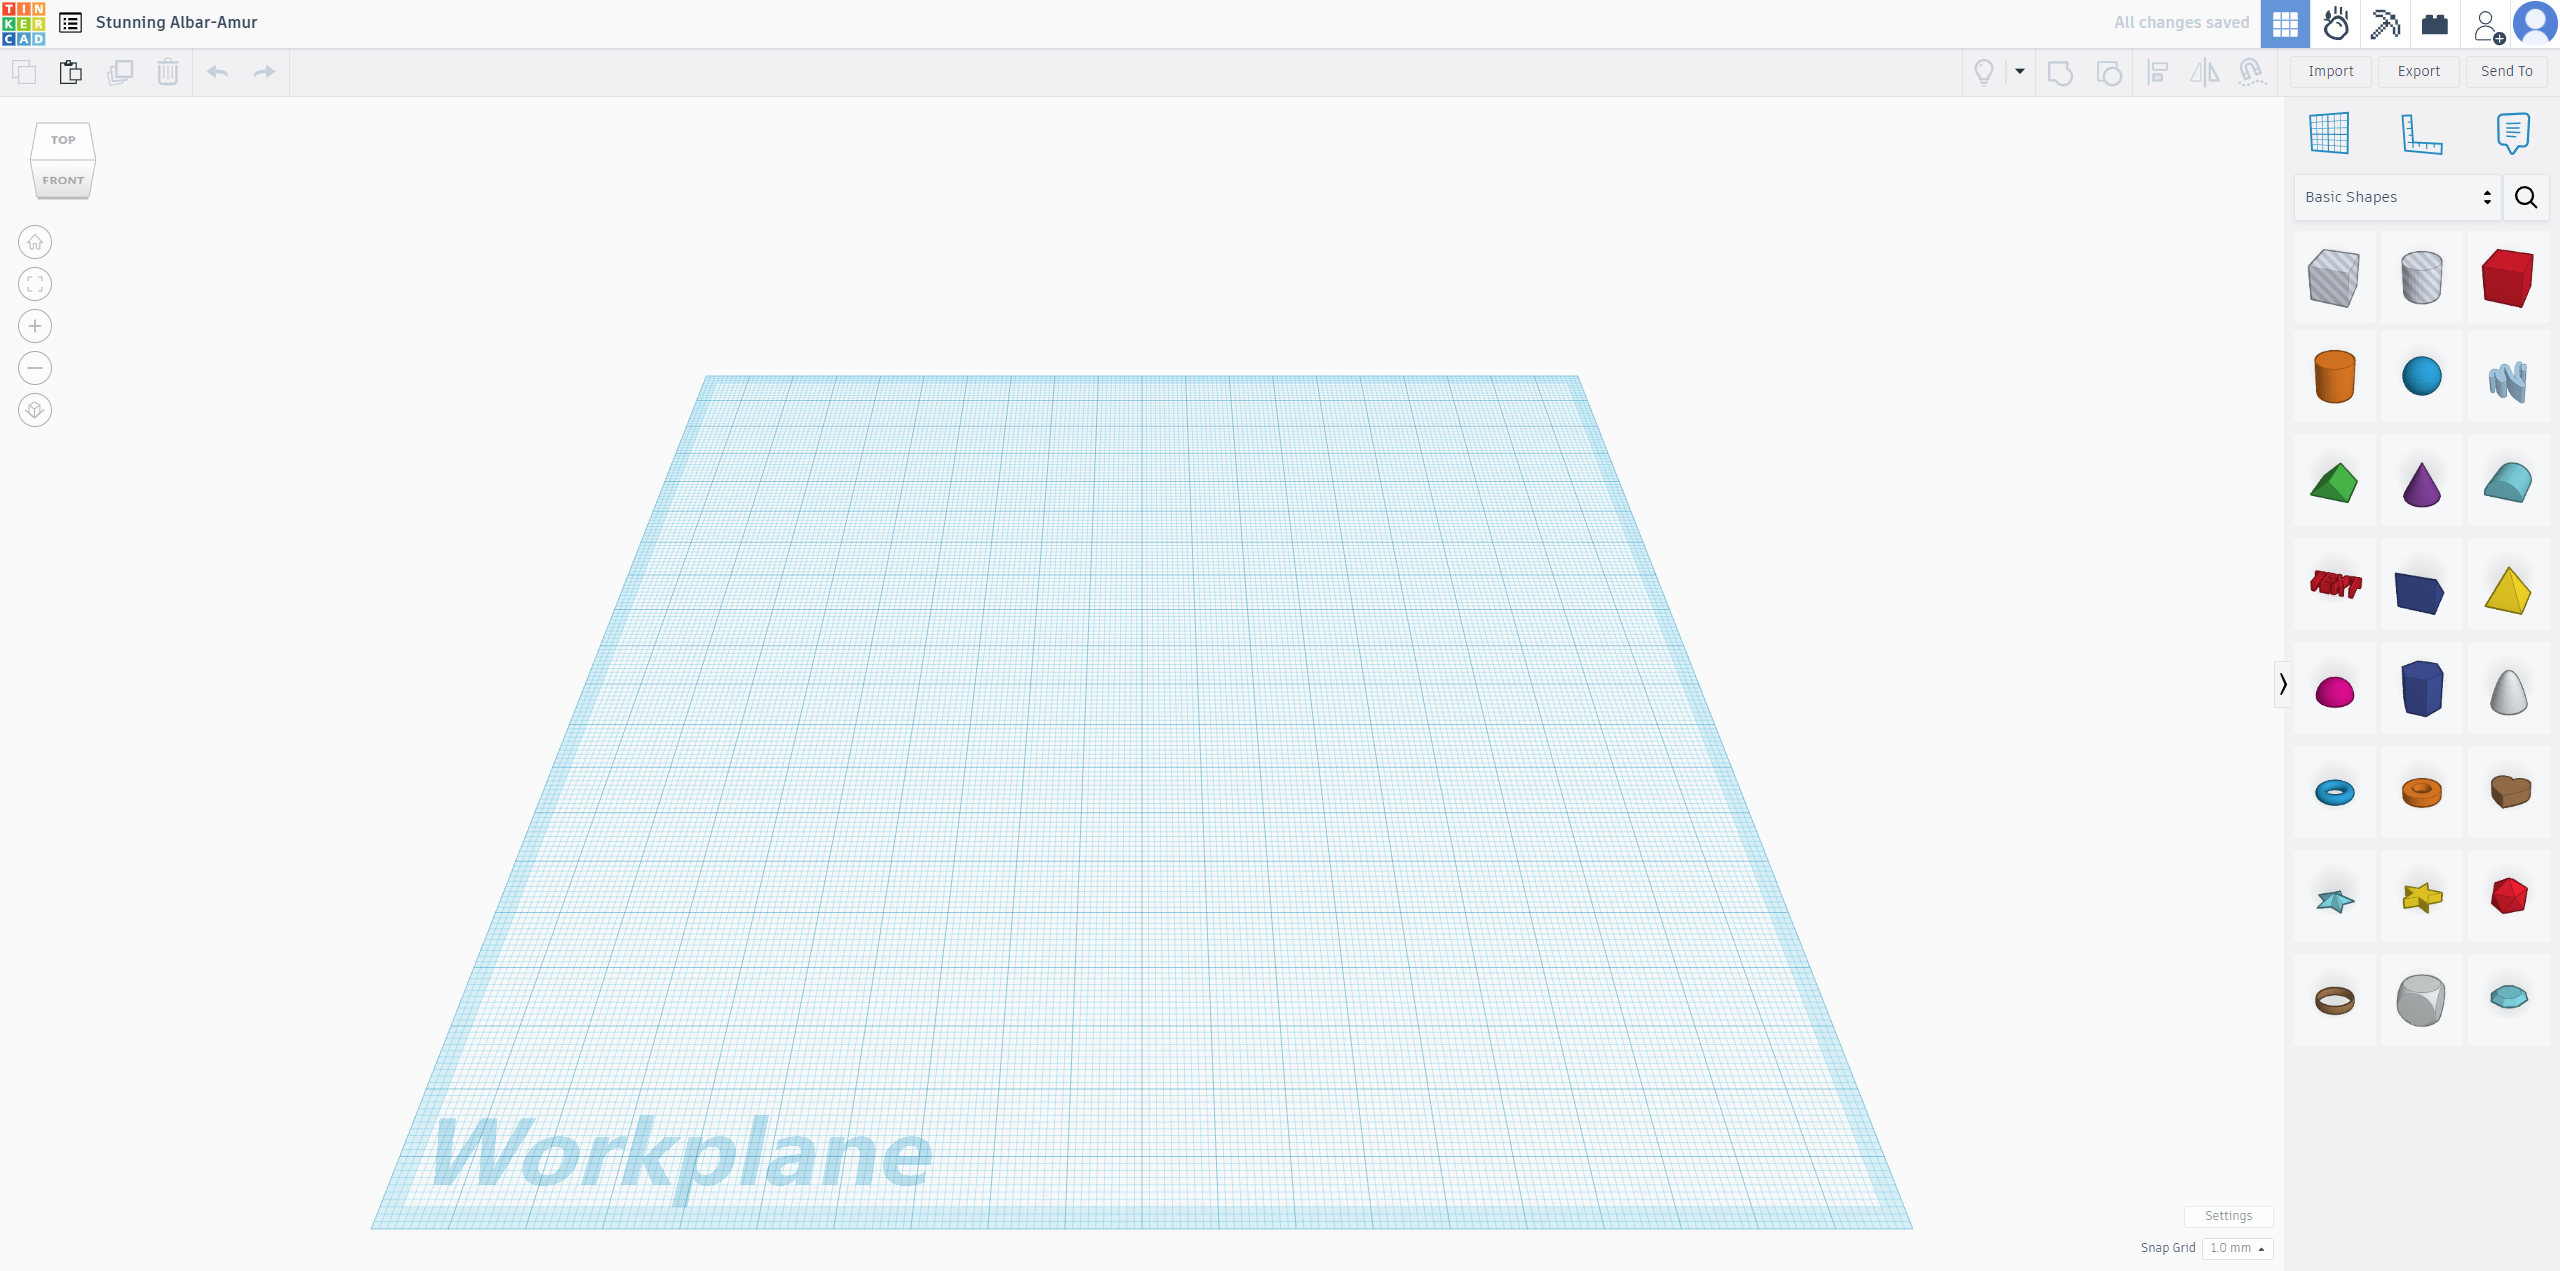 TIN
KER
CAD
Stunning Albar-Amur
All changes saved
Import
Export
Send To
TOP
FRONT
Basic Shapes
TEXT
Workplane
Settings
Snap Grid
1.0 mm